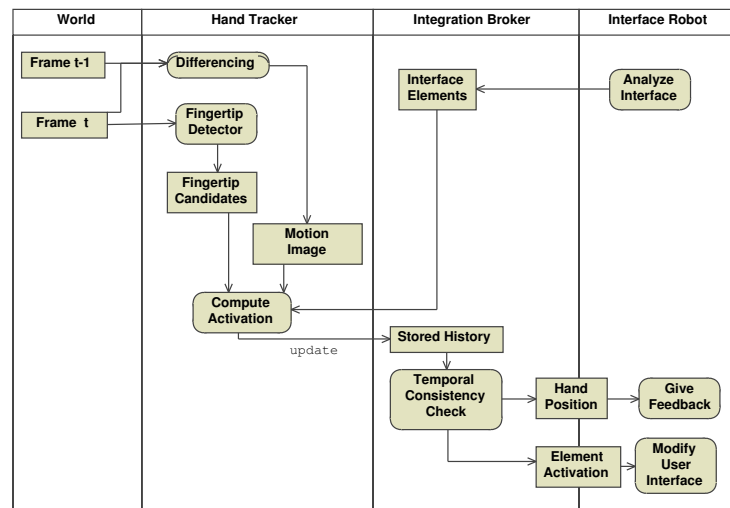 World
Hand Tracker
Integration Broker
Interface Robot
Frame t-1
Differencing
Interface
Elements
Analyze
Interface
Frame t
Fingertip
Detector
Fingertip
Candidates
Motion
Image
Compute
Activation
update
Stored History
Temporal
Consistency
Check
Hand
Position
Give
Feedback
Element
Activation
Modify
User
Interface